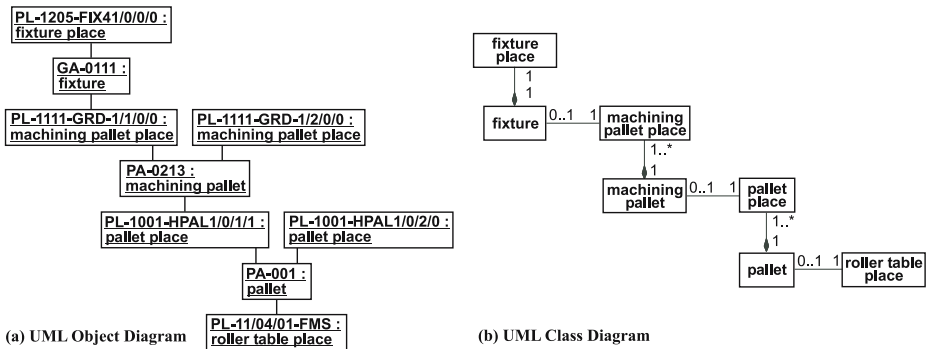 PL-1205-FIX41/0/0/0 :
fixture place
GA-0111 :
fixture
PL-1111-GRD-1/1/0/0 :
machining pallet place
PL-1111-GRD-1/2/0/0 :
machining pallet place
PA-0213 :
machining pallet
PL-1001-HPAL1/0/1/1 :
pallet place
PL-1001-HPAL1/0/2/0 :
pallet place
PA-001 :
pallet
PL-11/04/01-FMS :
roller table place
(a) UML Object Diagram
fixture
place
1
1
fixture
0..1
1
machining
pallet place
1..*
1
machining
pallet
0..1
1
pallet
place
1..*
1
pallet
0..1
1
roller table
place
(b) UML Class Diagram